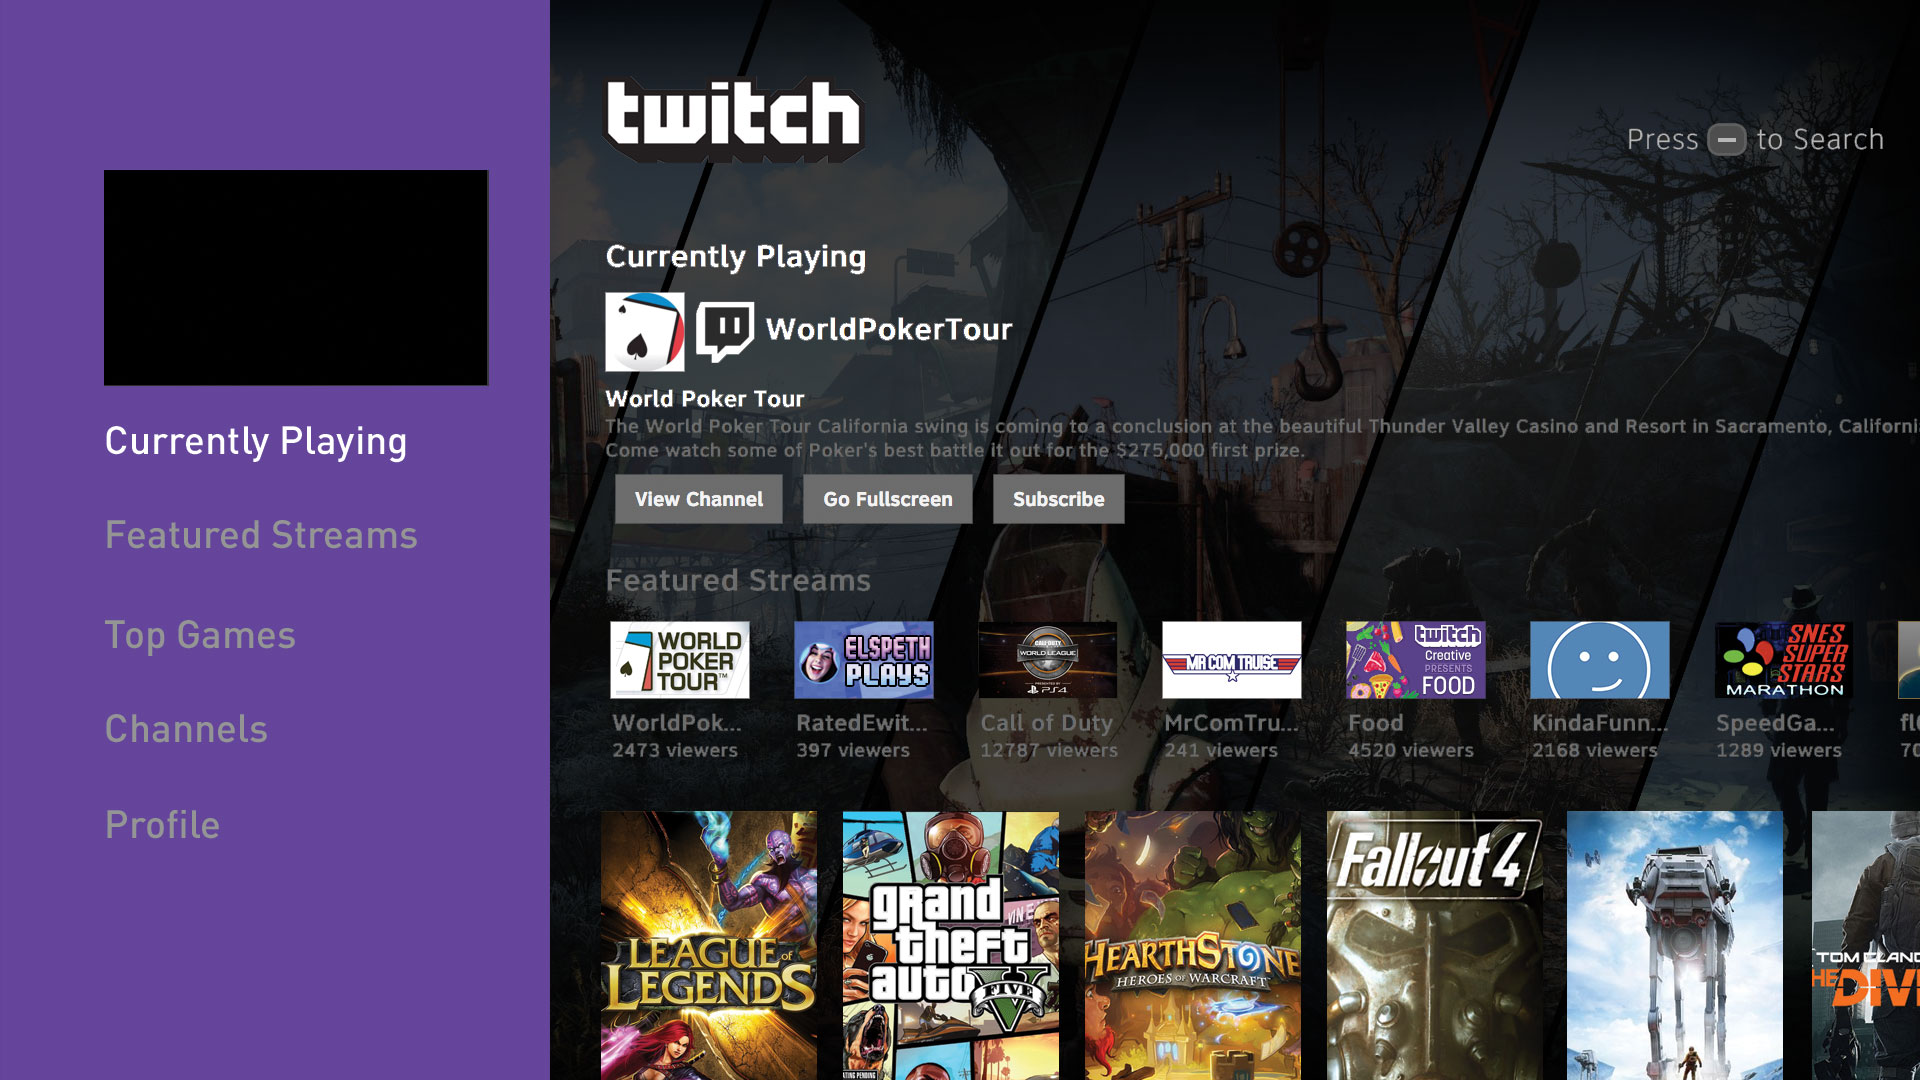 Currently Playing
Featured Streams
Top Games
Channels
Profile
twitch
Press to Search
Currently Playing
WorldPokerTour
World Poker Tour
The World Poker Tour California swing is coming to a conclusion at the beautiful Thunder Valley Casino and Resort in Sacramento, Californi
Come watch some of Poker's best battle it out for the $275,000 first prize.
View Channel
Go Fullscreen
Subscribe
Featured Streams
WORLD
POKER
TOUR™
WorldPok...
2473 viewers
ELSPETH
PLAYS
RatedEwit...
397 viewers
CALL OF DUTY
WORLD LEAGUE
PRESENTED BY
PS4
Call of Duty
12787 viewers
MR COM TRUISE
MrComTru...
241 viewers
twitch
Creative
PRESENTS
FOOD
Food
4520 viewers
KindaFunn...
2168 viewers
SNES
SUPER
STARS
MARATHON
SpeedGa...
1289 viewers
LEAGUE of
LEGENDS
grand
theft
auto
V
FIVE
RATING PENDING
HEARTHSTONE
HEROES OF WARCRAFT
Fallout 4
TOM CLANC
HE DIVI